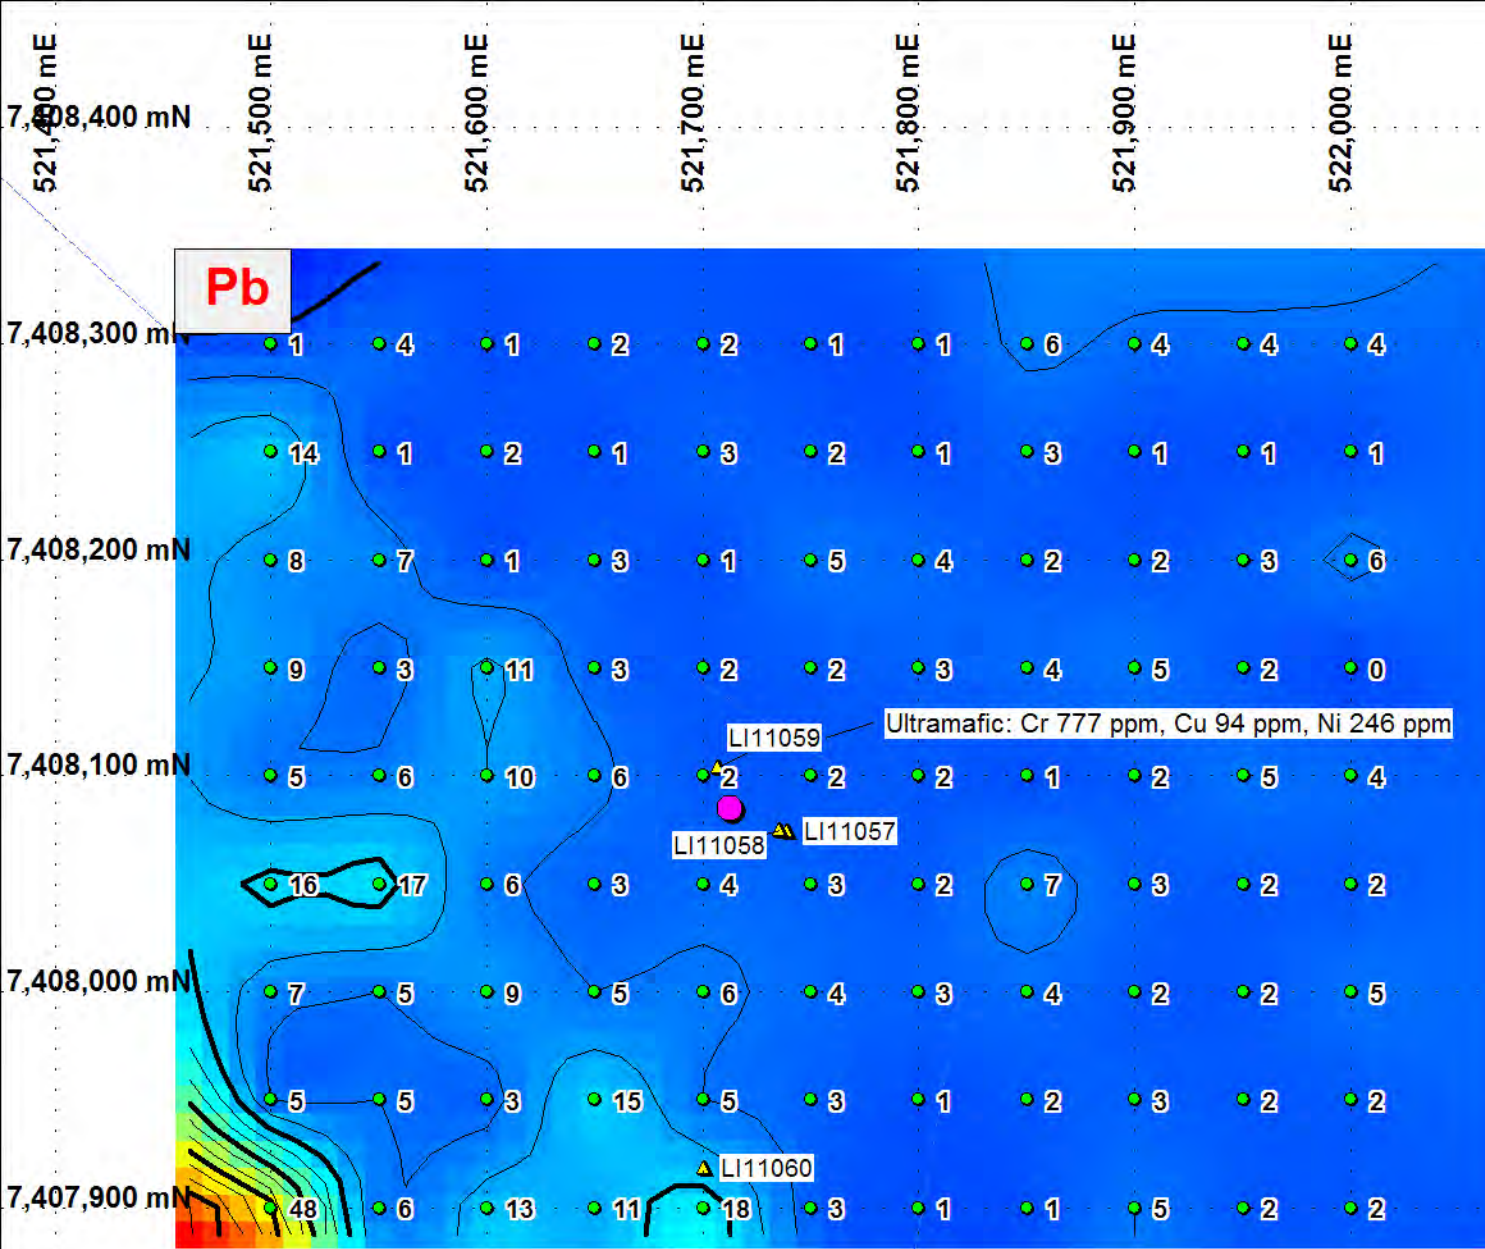 521,400 mE 521,500 mE 521,600 mE 521,700 mE 521,800 mE 521,900 mE 522,000 mE
7,408,400 mN
Pb
7,408,300 mN
1 4 1 2 2 1 1 6 4 4 4
14 1 2 1 3 2 1 3 1 1 1
7,408,200 mN
8 7 1 3 1 5 4 2 2 3 6
9 3 11 3 2 2 3 4 5 2 0
Ultramafic: Cr 777 ppm, Cu 94 ppm, Ni 246 ppm
LI11059
7,408,100 mN
5 6 10 6 2 2 2 1 2 5 4
LI11058 LI11057
16 17 6 3 4 3 2 7 3 2 2
7,408,000 mN
7 5 9 5 6 4 3 4 2 2 5
5 5 3 15 5 3 1 2 3 2 2
LI11060
7,407,900 mN
48 6 13 11 18 3 1 1 5 2 2